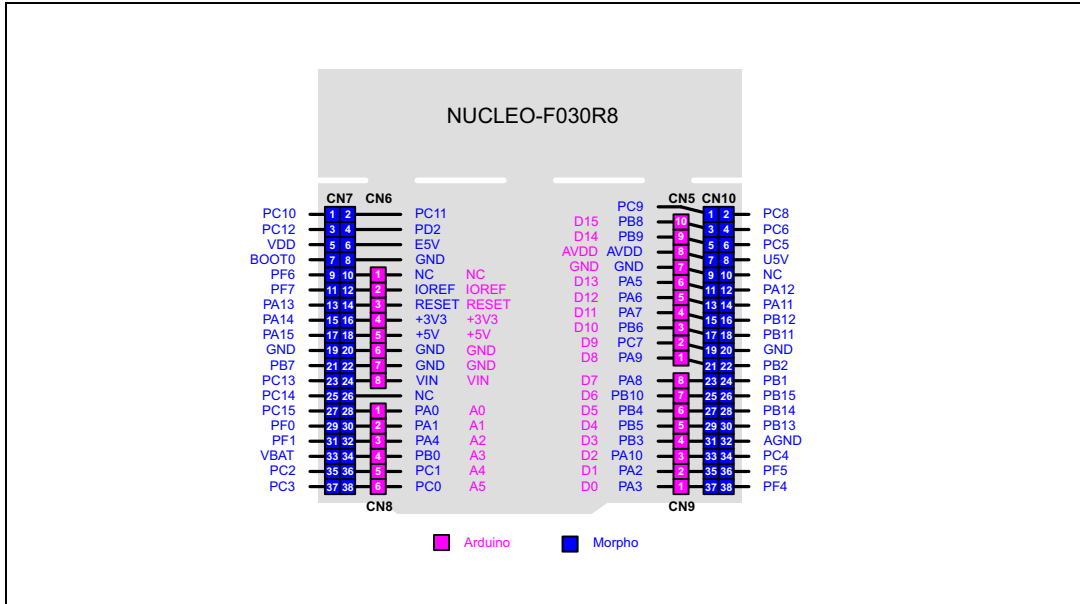 NUCLEO-F030R8
CN7 CN6 CN5 CN10
PC9
PC10 1 2 PC11 1 2 PC8
D15 PB8 10
PC12 3 4 PD2 3 4 PC6
D14 PB9 9
VDD 5 6 E5V 5 6 PC5
AVDD AVDD 8
BOOT0 7 8 GND 7 8 U5V
GND GND 7
PF6 9 10 1 NC NC 9 10 NC
D13 PA5 6
PF7 11 12 2 IOREF IOREF 11 12 PA12
D12 PA6 5
PA13 13 14 3 RESET RESET 13 14 PA11
D11 PA7 4
PA14 15 16 4 +3V3 +3V3 15 16 PB12
D10 PB6 3
PA15 17 18 5 +5V +5V 17 18 PB11
D9 PC7 2
GND 19 20 6 GND GND 19 20 GND
D8 PA9 1
PB7 21 22 7 GND GND 21 22 PB2
PC13 23 24 8 VIN VIN D7 PA8 8 23 24 PB1
PC14 25 26 NC D6 PB10 7 25 26 PB15
PC15 27 28 1 PA0 A0 D5 PB4 6 27 28 PB14
PF0 29 30 2 PA1 A1 D4 PB5 5 29 30 PB13
PF1 31 32 3 PA4 A2 D3 PB3 4 31 32 AGND
VBAT 33 34 4 PB0 A3 D2 PA10 3 33 34 PC4
PC2 35 36 5 PC1 A4 D1 PA2 2 35 36 PF5
PC3 37 38 6 PC0 A5 D0 PA3 1 37 38 PF4
CN8 CN9
Arduino Morpho